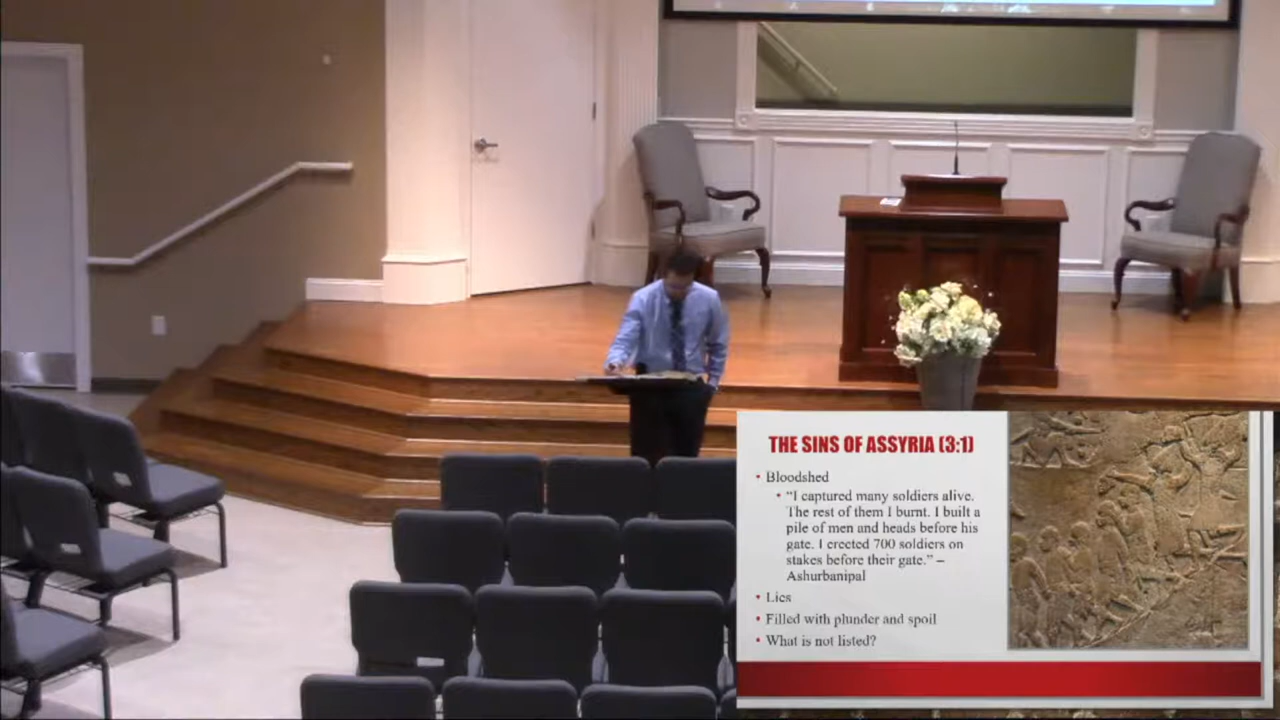 THE SINS OF ASSYRIA (3:1)
• Bloodshed
• “I captured many soldiers alive.
The rest of them I burnt. I built a
pile of men and heads before his
gate. I erected 700 soldiers on
stakes before their gate.” –
Ashurbanipal
• Lies
• Filled with plunder and spoil
• What is not listed?